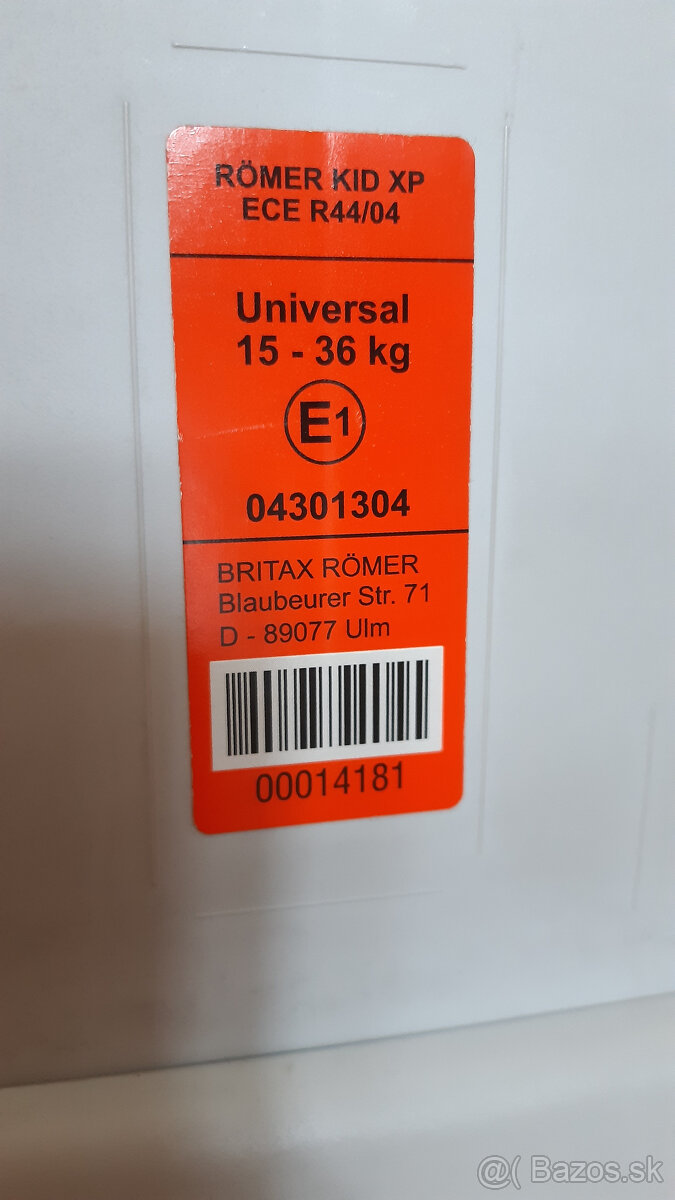 RÖMER KID XP
ECE R44/04
Universal
15 - 36 kg
E1
04301304
BRITAX RÖMER
Blaubeurer Str. 71
D - 89077 Ulm
00014181
@( Bazos.sk